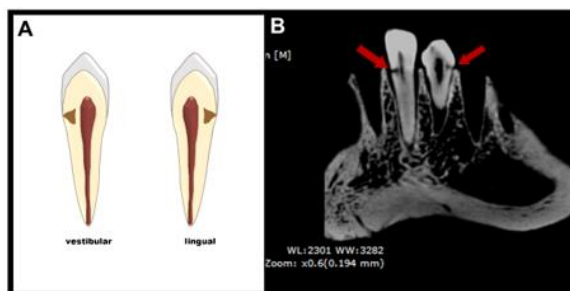 A
vestibular
lingual
B
n [M]
WL:2301 WW:3282
Zoom: x0.6(0.194 mm)